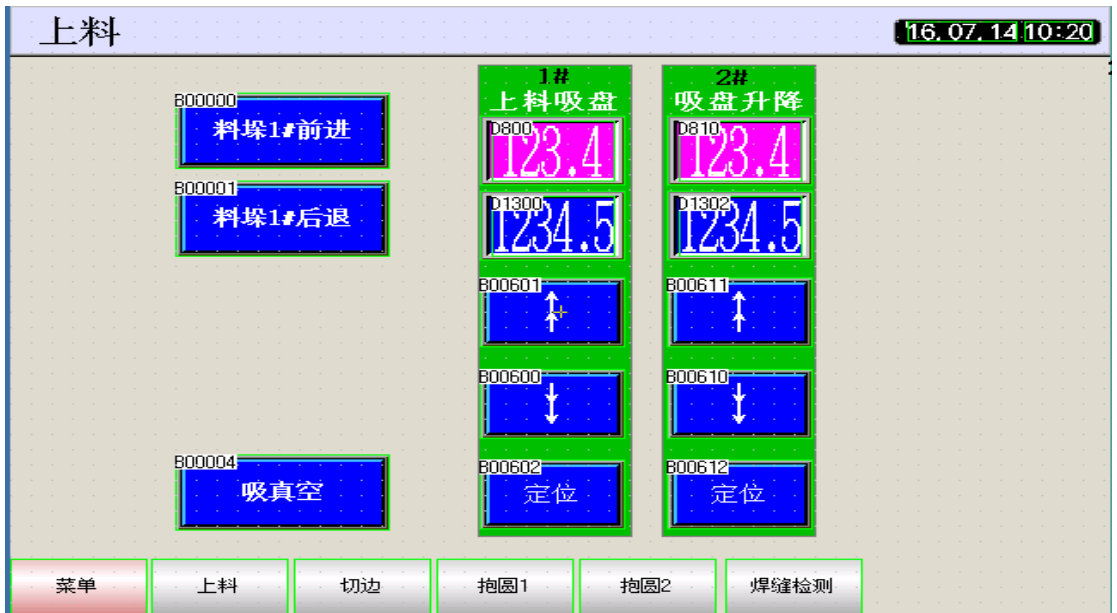 上料
16.07.14 10:20
B00000
料垛1#前进
B00001
料垛1#后退
B00004
吸真空
1#
上料吸盘
D800
123.4
D1300
1234.5
B00601
B00600
B00602
定位
2#
吸盘升降
D810
123.4
D1302
1234.5
B00611
B00610
B00612
定位
菜单
上料
切边
抱圆1
抱圆2
焊缝检测